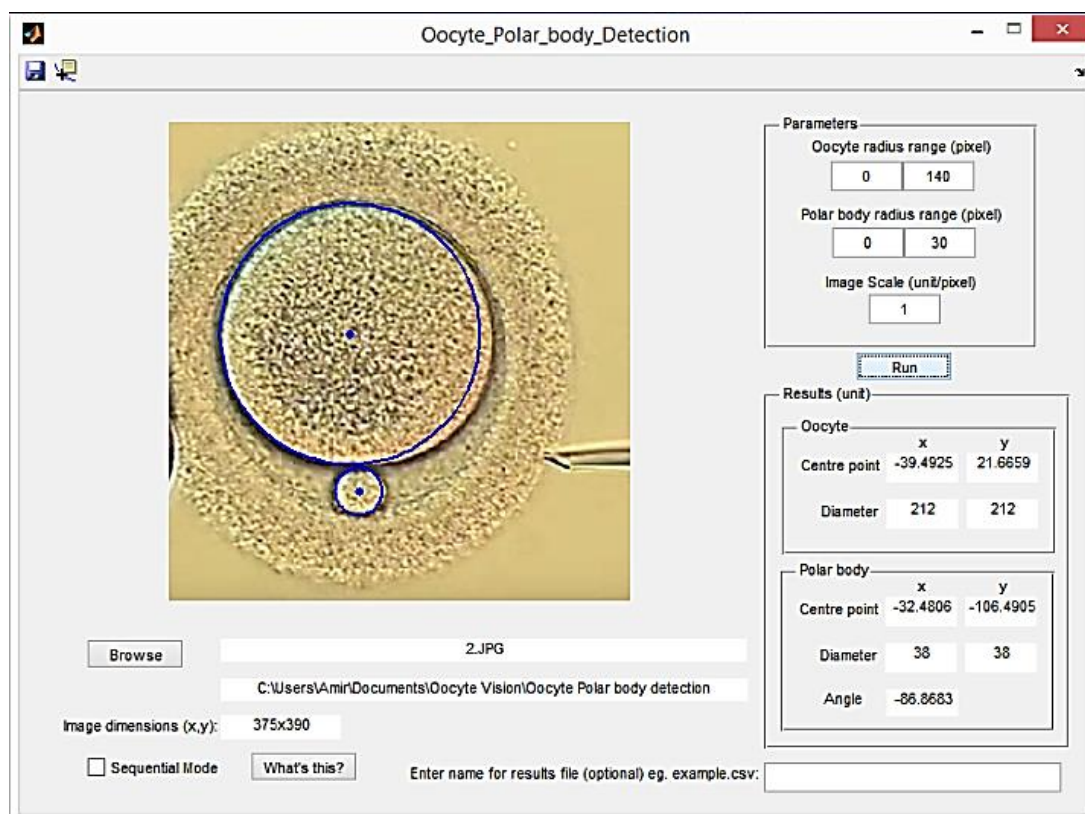 Oocyte_Polar_body_Detection
Parameters
Oocyte radius range (pixel)
0 140
Polar body radius range (pixel)
0 30
Image Scale (unit/pixel)
1
Run
Results (unit)
Oocyte
x y
Centre point -39.4925 21.6659
Diameter 212 212
Polar body
x y
Centre point -32.4806 -106.4905
Diameter 38 38
Angle -86.8683
Browse 2.JPG
C:\Users\Amir\Documents\Oocyte Vision\Oocyte Polar body detection
Image dimensions (x,y): 375x390
Sequential Mode What's this? Enter name for results file (optional) eg. example.csv: